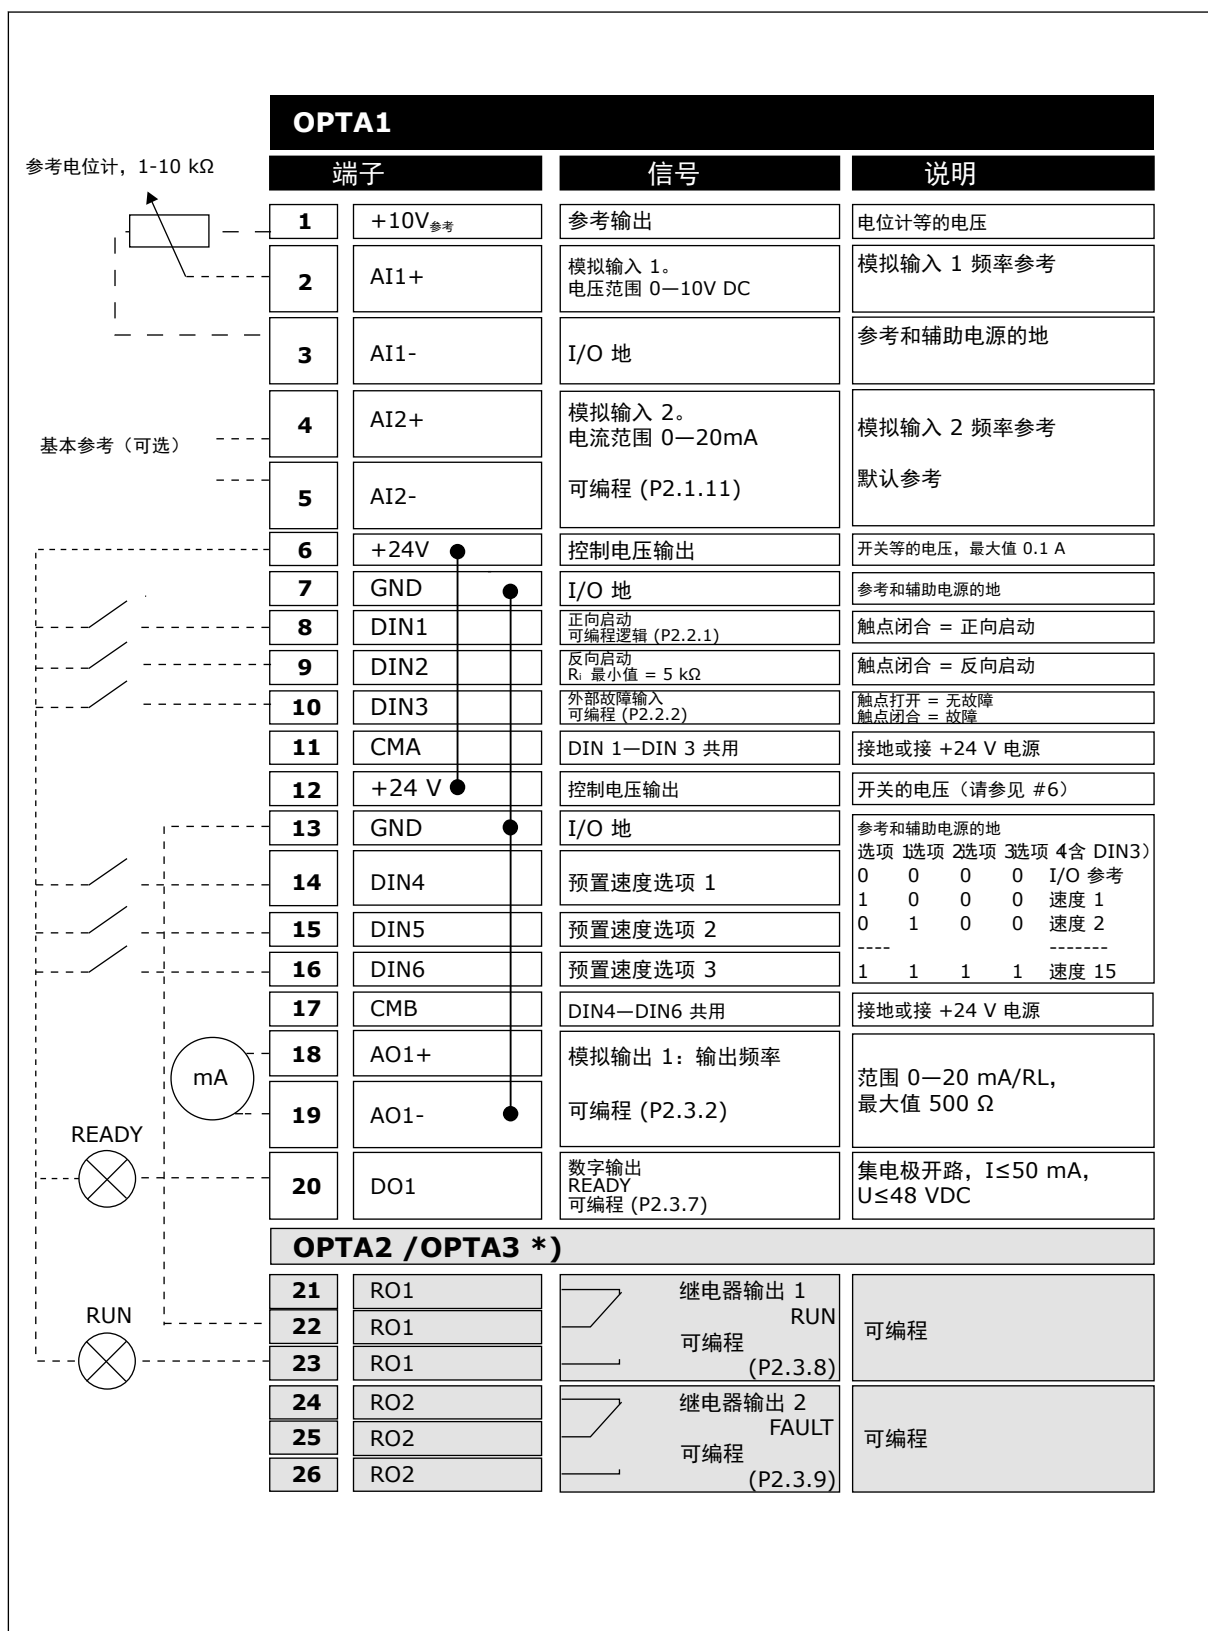 OPTA1
参考电位计，1-10 kΩ
端子 信号 说明
1 +10V参考 参考输出 电位计等的电压
2 AI1+ 模拟输入 1。
电压范围 0—10V DC
模拟输入 1 频率参考
3 AI1- I/O 地 参考和辅助电源的地
基本参考（可选）
4 AI2+ 模拟输入 2。
电流范围 0—20mA
5 AI2- 可编程 (P2.1.11)
模拟输入 2 频率参考
默认参考
6 +24V 控制电压输出 开关等的电压，最大值 0.1 A
7 GND I/O 地 参考和辅助电源的地
8 DIN1 正向启动
可编程逻辑 (P2.2.1)
触点闭合 = 正向启动
9 DIN2 反向启动
Ri 最小值 = 5 kΩ
触点闭合 = 反向启动
10 DIN3 外部故障输入
可编程 (P2.2.2)
触点打开 = 无故障
触点闭合 = 故障
11 CMA DIN 1—DIN 3 共用 接地或接 +24 V 电源
12 +24 V 控制电压输出 开关的电压（请参见 #6）
13 GND I/O 地 参考和辅助电源的地
选项 1选项 2选项 3选项 4(含 DIN3）
0 0 0 0 I/O 参考
1 0 0 0 速度 1
0 1 0 0 速度 2
---- -------
1 1 1 1 速度 15
14 DIN4 预置速度选项 1
15 DIN5 预置速度选项 2
16 DIN6 预置速度选项 3
17 CMB DIN4—DIN6 共用 接地或接 +24 V 电源
mA
18 AO1+ 模拟输出 1：输出频率
19 AO1- 可编程 (P2.3.2)
范围 0—20 mA/RL，
最大值 500 Ω
READY
20 DO1 数字输出
READY
可编程 (P2.3.7)
集电极开路，I≤50 mA，
U≤48 VDC
OPTA2 /OPTA3 *)
RUN
21 RO1 继电器输出 1
22 RO1 RUN
可编程
23 RO1 (P2.3.8)
可编程
24 RO2 继电器输出 2
25 RO2 FAULT
可编程
26 RO2 (P2.3.9)
可编程